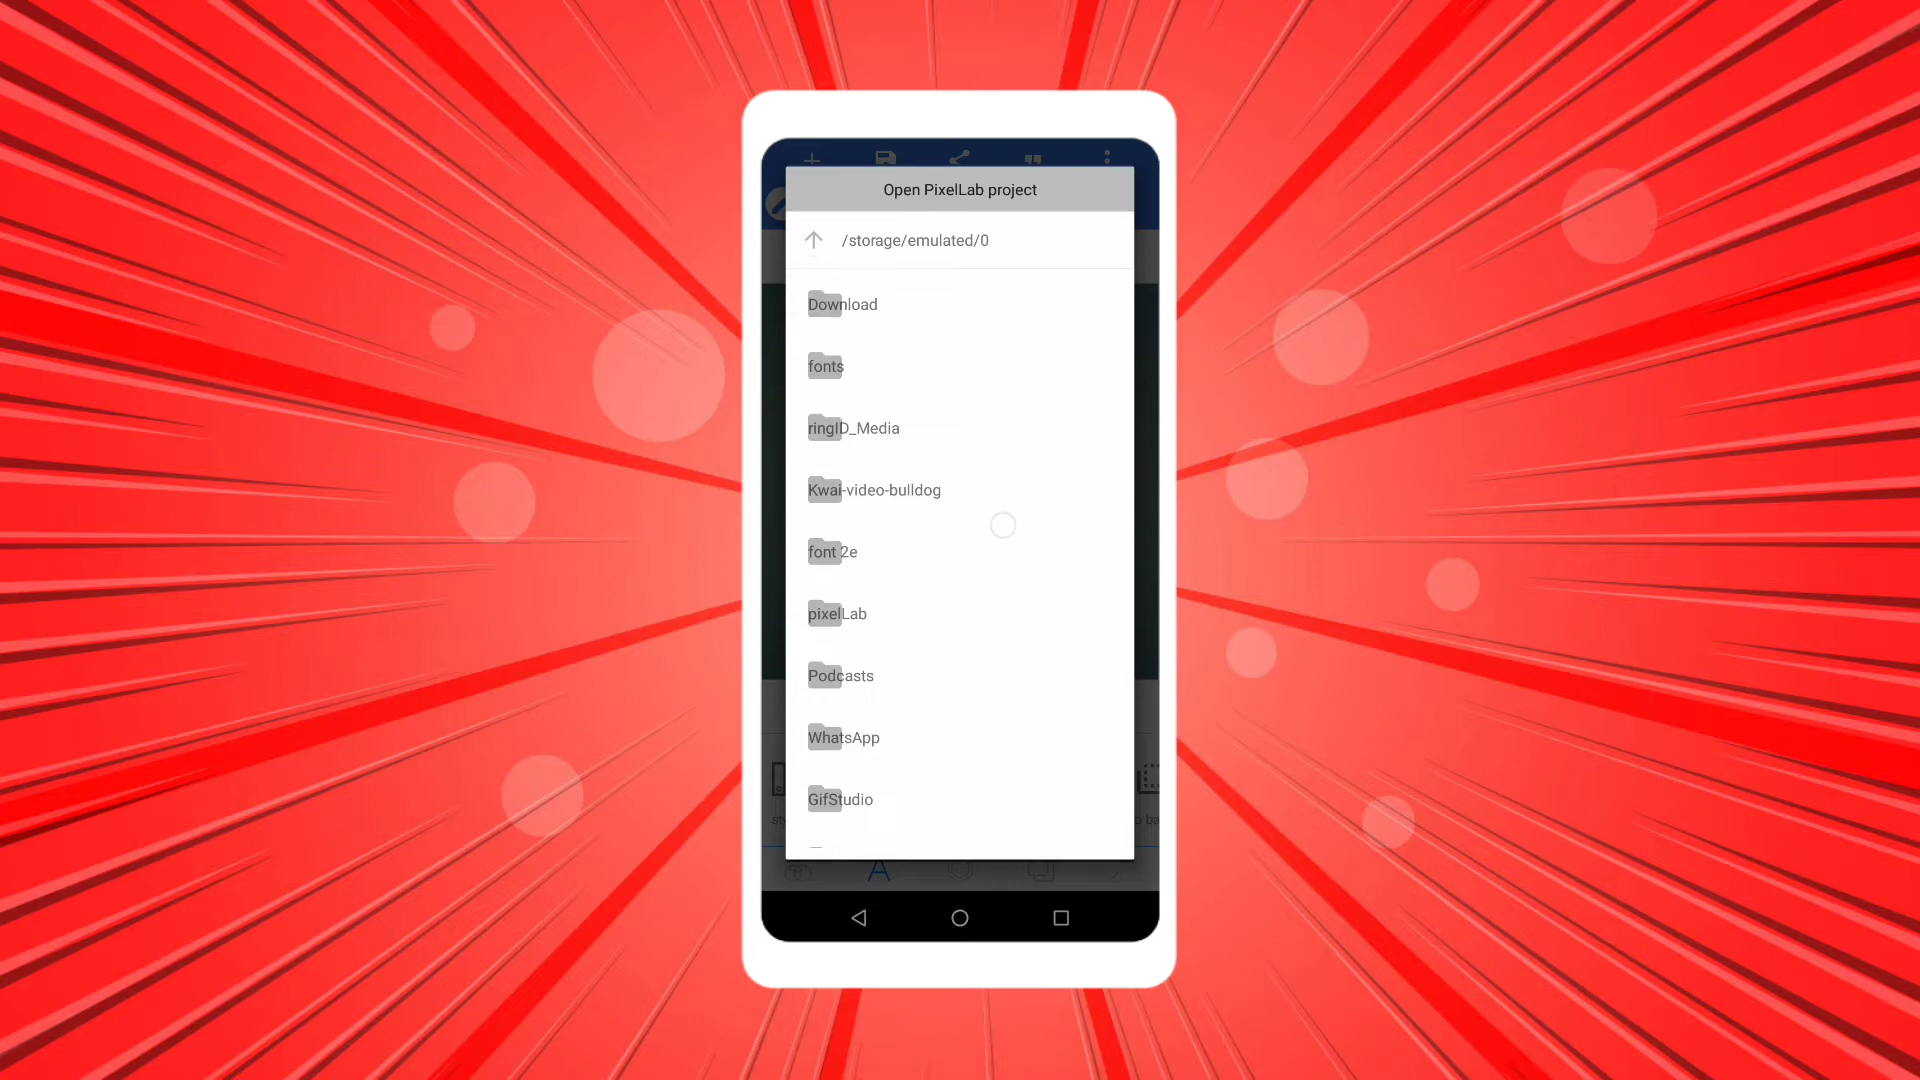 Open PixelLab project
/storage/emulated/0
Download
fonts
ringID_Media
Kwai-video-bulldog
font 2e
pixelLab
Podcasts
WhatsApp
GifStudio